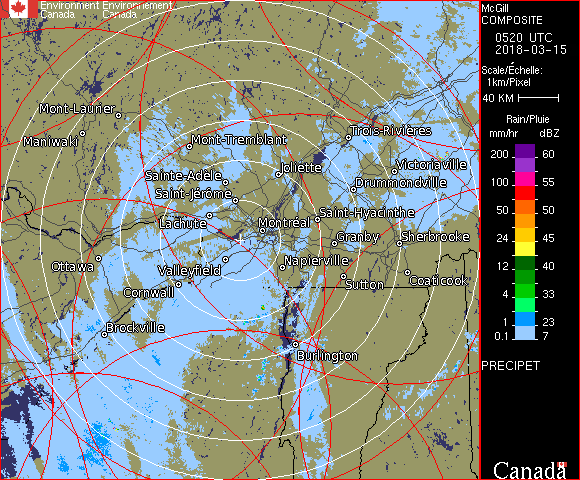 Environment Environnement
Canada Canada
Mont-Laurier
Maniwaki
Mont-Tremblant
Trois-Rivières
Sainte-Adèle
Joliette
Victoriaville
Saint-Jérôme
Drummondville
Lachute
Montréal
Saint-Hyacinthe
Granby
Sherbrooke
Ottawa
Valleyfield
Napierville
Cornwall
Sutton
Coaticook
Brockville
Burlington
McGill
COMPOSITE
0520 UTC
2018-03-15
Scale/Échelle:
1km/Pixel
40 KM
Rain/Pluie
mm/hr dBZ
200 60
100 55
50 50
24 45
12 40
4 33
1 23
0.1 7
PRECIPET
Canada